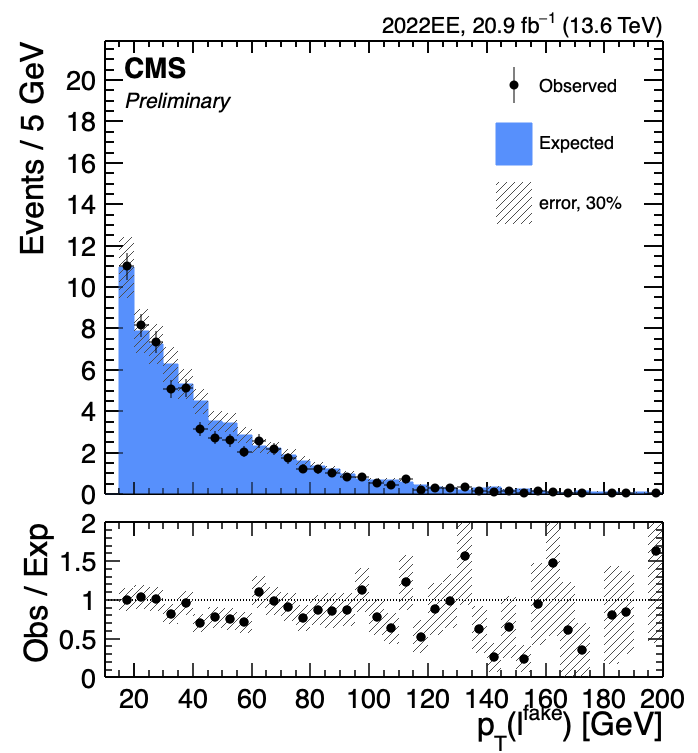 2022EE, 20.9 fb⁻¹ (13.6 TeV)
CMS
Preliminary
Observed
Expected
error, 30%
Events / 5 GeV
20
18
16
14
12
10
8
6
4
2
0
Obs / Exp
2
1.5
1
0.5
0
20 40 60 80 100 120 140 160 180 200
p_T(l^fake) [GeV]